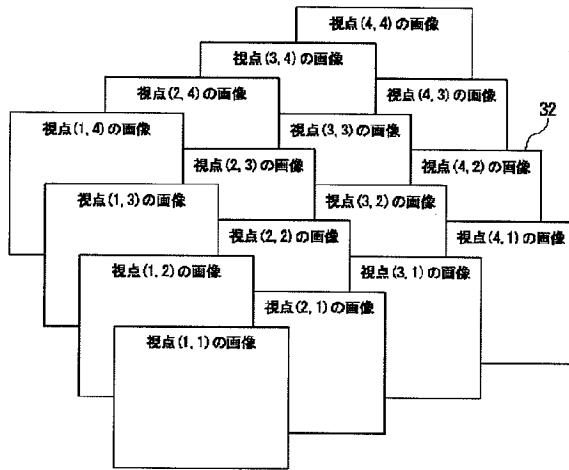 視点(4, 4)の画像
視点(3, 4)の画像
視点(2, 4)の画像
視点(4, 3)の画像
32
視点(1, 4)の画像
視点(3, 3)の画像
視点(2, 3)の画像
視点(4, 2)の画像
視点(1, 3)の画像
視点(3, 2)の画像
視点(2, 2)の画像
視点(4, 1)の画像
視点(1, 2)の画像
視点(3, 1)の画像
視点(2, 1)の画像
視点(1, 1)の画像